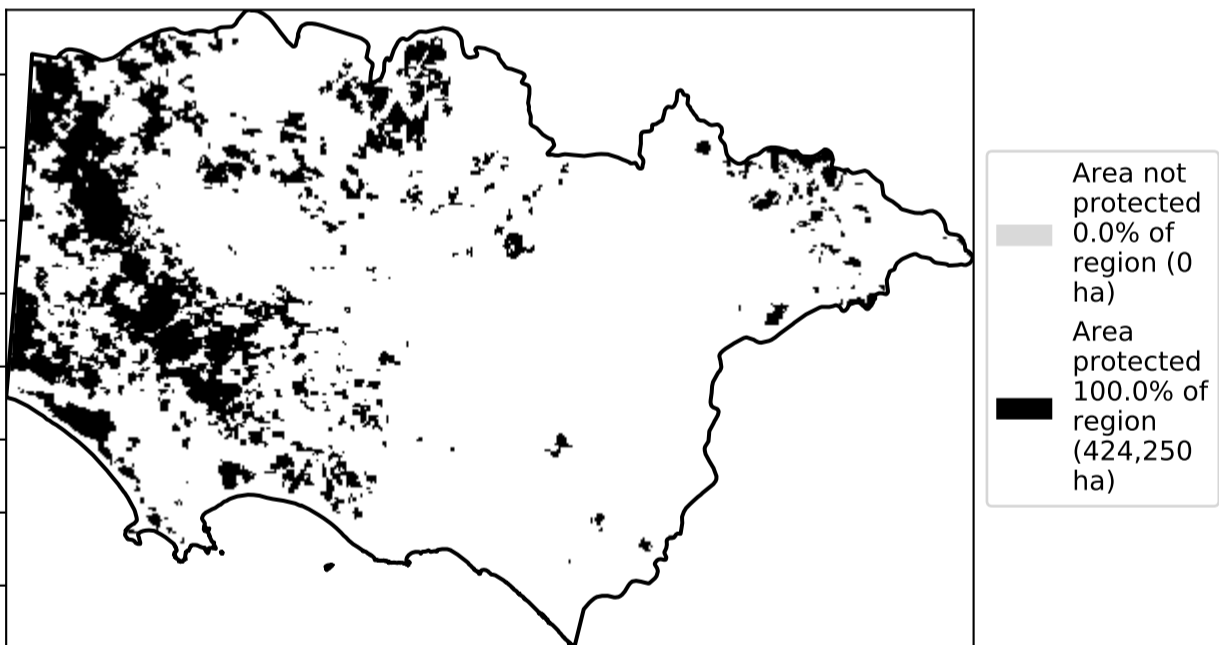 Area not
protected
0.0% of
region (0
ha)
Area
protected
100.0% of
region
(424,250
ha)